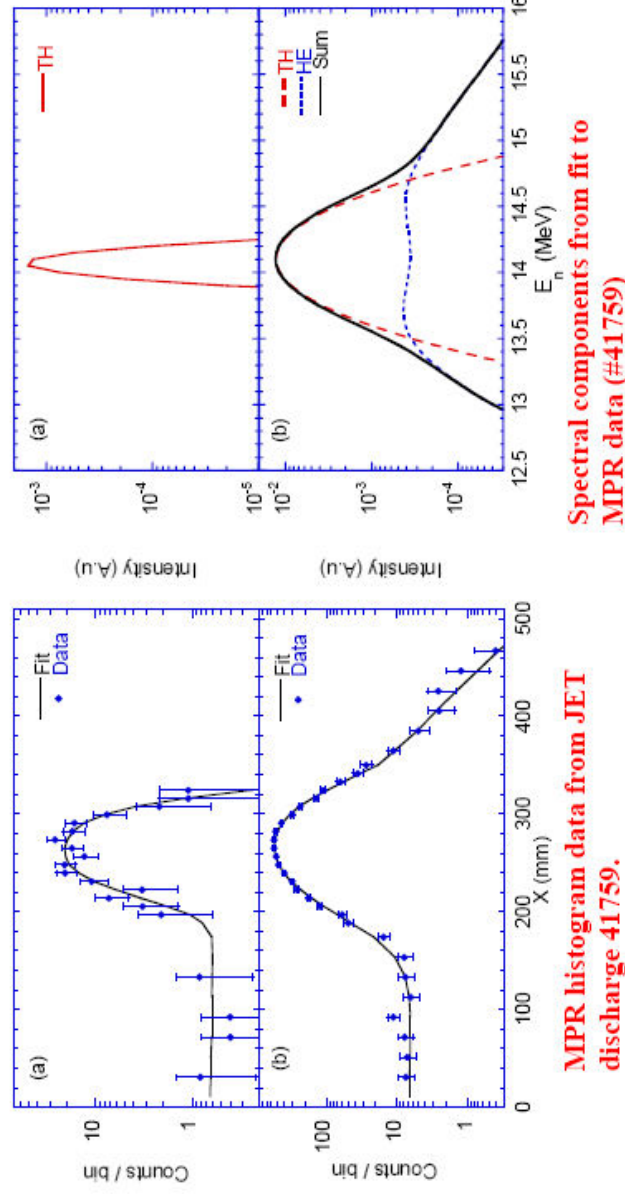 (a)
Fit
Data
10
1
Counts / bin
(b)
Fit
Data
100
10
1
Counts / bin
0
100
200
300
400
500
X (mm)
MPR histogram data from JET
discharge 41759.
(a)
TH
10-3
10-4
10-5
Intensity (A.u)
(b)
TH
HE
Sum
10-2
10-3
10-4
Intensity (A.u)
12.5
13
13.5
14
14.5
15
15.5
16
En (MeV)
Spectral components from fit to
MPR data (#41759)